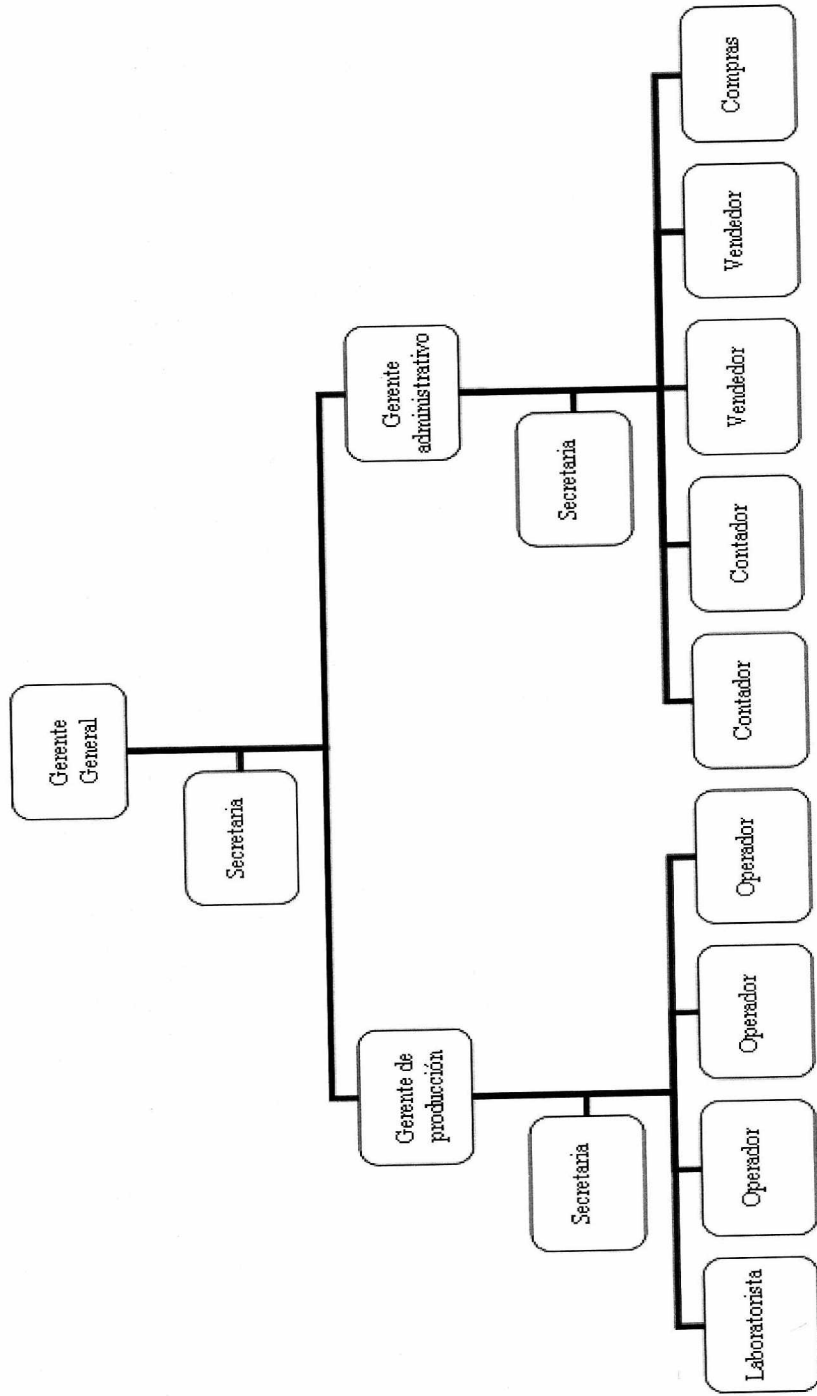 Gerente
General
Secretaria
Gerente de
producción
Gerente
administrativo
Secretaria
Secretaria
Laboratorista
Operador
Operador
Operador
Contador
Contador
Vendedor
Vendedor
Compras